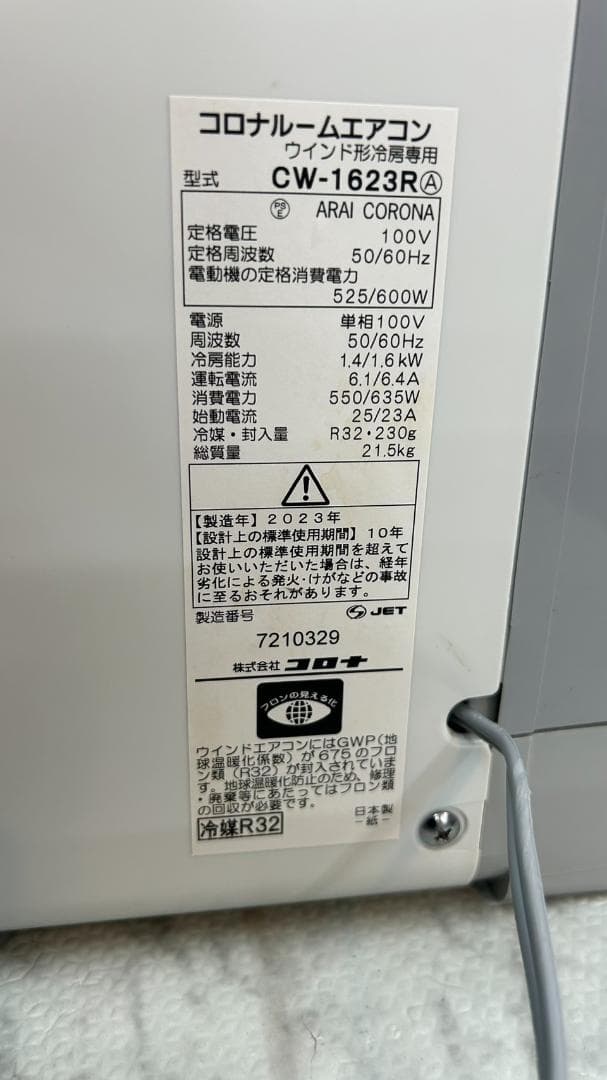 コロナルームエアコン
ウインド形冷房専用
型式 CW-1623RⒶ
PSE ARAI CORONA
定格電圧 100V
定格周波数 50/60Hz
電動機の定格消費電力
525/600W
電源 単相100V
周波数 50/60Hz
冷房能力 1.4/1.6kW
運転電流 6.1/6.4A
消費電力 550/635W
始動電流 25/23A
冷媒・封入量 R32・230g
総質量 21.5kg
【製造年】2023年
【設計上の標準使用期間】10年
設計上の標準使用期間を超えて
お使いいただいた場合は、経年
劣化による発火・けがなどの事故
に至るおそれがあります。
製造番号 S JET
7210329
株式会社コロナ
フロンの見える化
ウインドエアコンにはGWP(地
球温暖化係数)が675のフロ
ン類(R32)が封入されていま
す。地球温暖化防止のため、修理
・廃棄等にあたってはフロン類
の回収が必要です。
冷媒R32
日本製
-紙-